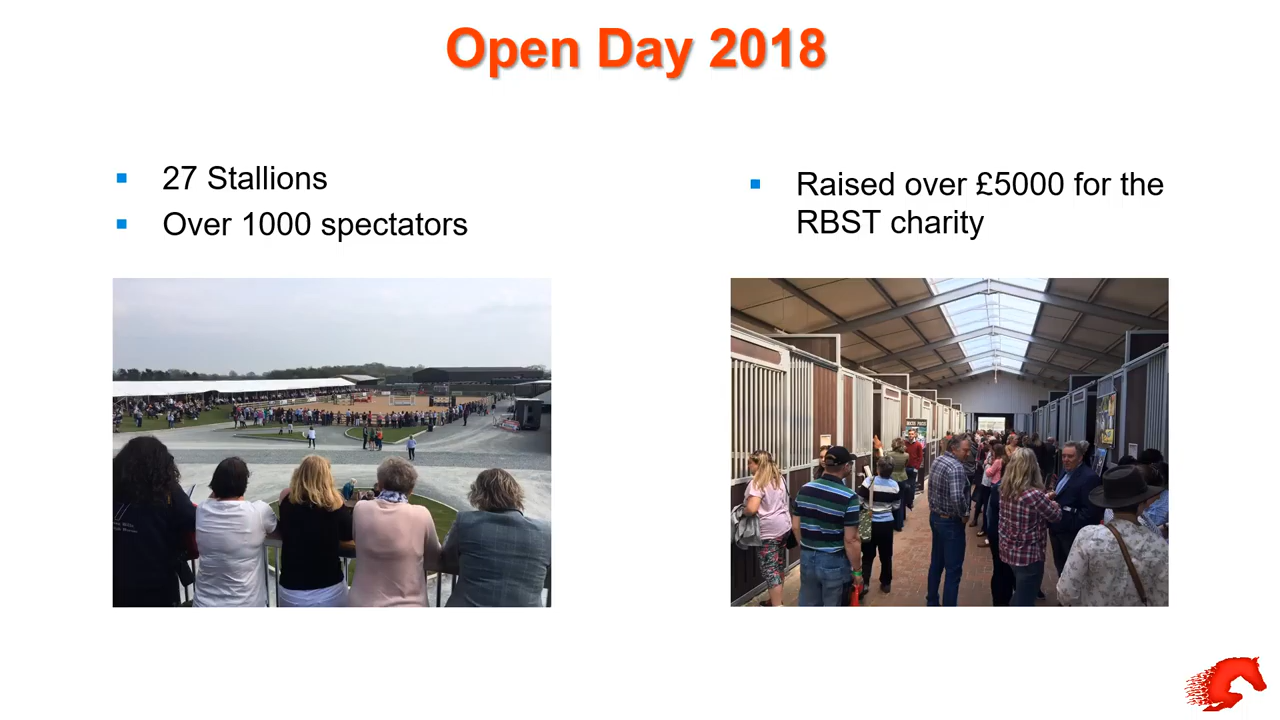 Open Day 2018
27 Stallions
Over 1000 spectators
Raised over £5000 for the
RBST charity